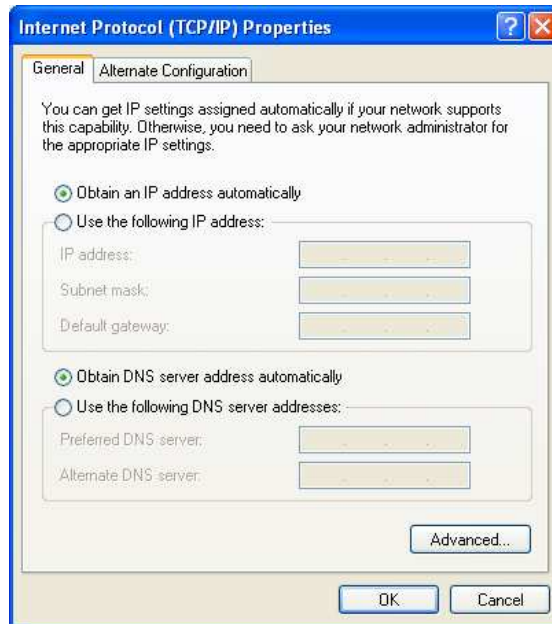 Internet Protocol (TCP/IP) Properties
General
Alternate Configuration
You can get IP settings assigned automatically if your network supports
this capability. Otherwise, you need to ask your network administrator for
the appropriate IP settings.
Obtain an IP address automatically
Use the following IP address:
IP address:
Subnet mask:
Default gateway:
Obtain DNS server address automatically
Use the following DNS server addresses:
Preferred DNS server:
Alternate DNS server:
Advanced...
OK
Cancel